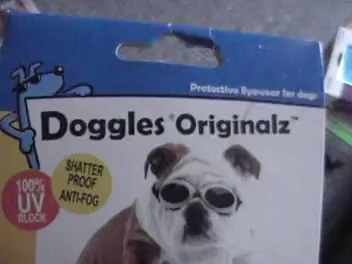 Protective Eyewear for dogs
Doggles Originalz™
SHATTER
PROOF
ANTI-FOG
100%
UV
BLOCK